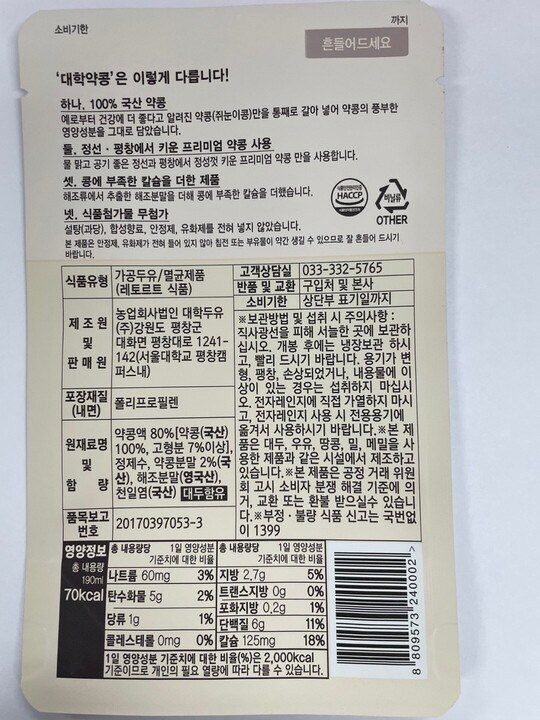 소비기한
까지
흔들어드세요
‘대학약콩’은 이렇게 다릅니다!
하나. 100% 국산 약콩
예로부터 건강에 더 좋다고 알려진 약콩(쥐눈이콩)만을 통째로 갈아 넣어 약콩의 풍부한
영양성분을 그대로 담았습니다.
둘. 정선 · 평창에서 키운 프리미엄 약콩 사용
물 맑고 공기 좋은 정선과 평창에서 정성껏 키운 프리미엄 약콩 만을 사용합니다.
셋. 콩에 부족한 칼슘을 더한 제품
해조류에서 추출한 해조분말을 더해 콩에 부족한 칼슘을 더했습니다.
넷. 식품첨가물 무첨가
설탕(과당), 합성향료, 안정제, 유화제를 전혀 넣지 않았습니다.
본 제품은 안정제, 유화제가 전혀 들어 있지 않아 침전 또는 부유물이 약간 생길 수 있으므로 잘 흔들어 드시기
바랍니다.
HACCP
비닐류
OTHER
식품유형
가공두유/멸균제품
(레토르트 식품)
제 조 원
및
판 매 원
농업회사법인 대학두유
(주)강원도 평창군
대화면 평창대로 1241-
142(서울대학교 평창캠
퍼스내)
포장재질
(내면)
폴리프로필렌
원재료명
및
함 량
약콩액 80%[약콩(국산)
100%, 고형분 7%이상],
정제수, 약콩분말 2%(국
산), 해조분말(영국산),
천일염(국산) 대두함유
품목보고
번호
20170397053-3
고객상담실 033-332-5765
반품 및 교환 구입처 및 본사
소비기한 상단부 표기일까지
※보관방법 및 섭취 시 주의사항 :
직사광선을 피해 서늘한 곳에 보관하
십시오. 개봉 후에는 냉장보관 하시
고, 빨리 드시기 바랍니다. 용기가 변
형, 팽창, 손상되었거나, 내용물에 이
상이 있는 경우는 섭취하지 마십시
오. 전자레인지에 직접 가열하지 마시
고, 전자레인지 사용 시 전용용기에
옮겨서 사용하시기 바랍니다.※본 제
품은 대두, 우유, 땅콩, 밀, 메밀을 사
용한 제품과 같은 시설에서 제조하고
있습니다.※본 제품은 공정 거래 위원
회 고시 소비자 분쟁 해결 기준에 의
거, 교환 또는 환불 받으실수 있습니
다.※부정 · 불량 식품 신고는 국번없
이 1399
영양정보
총 내용량
190ml
70kcal
총 내용량당 1일 영양성분
기준치에 대한 비율
나트륨 60mg 3%
탄수화물 5g 2%
당류 1g 1%
콜레스테롤 0mg 0%
총 내용량당 1일 영양성분
기준치에 대한 비율
지방 2.7g 5%
트랜스지방 0g 0%
포화지방 0.2g 1%
단백질 6g 11%
칼슘 125mg 18%
1일 영양성분 기준치에 대한 비율(%)은 2,000kcal
기준이므로 개인의 필요 열량에 따라 다를 수 있습니다.
8 809573 240002 >